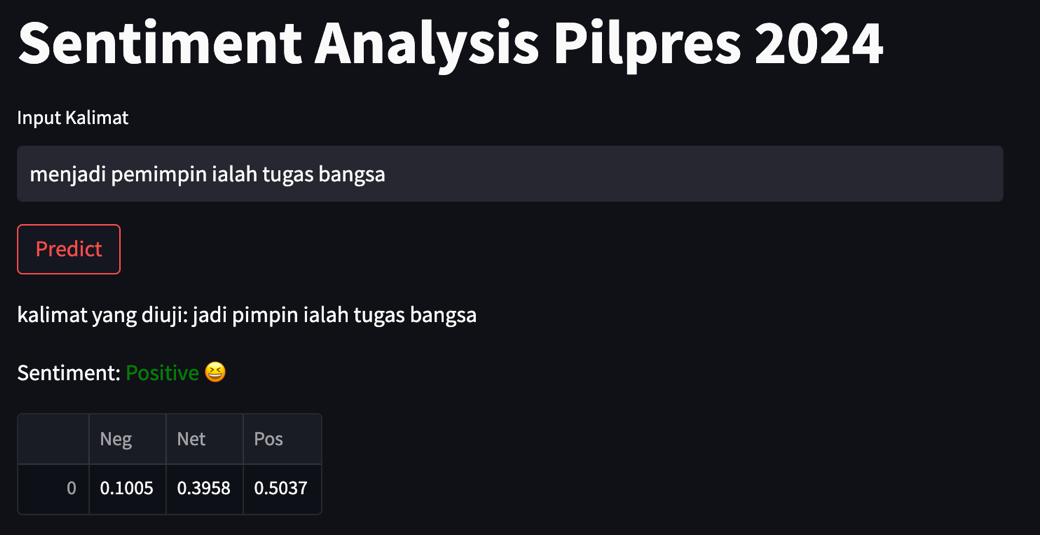 Sentiment Analysis Pilpres 2024
Input Kalimat
menjadi pemimpin ialah tugas bangsa
Predict
kalimat yang diuji: jadi pimpin ialah tugas bangsa
Sentiment: Positive 😆
Neg Net Pos
0 0.1005 0.3958 0.5037